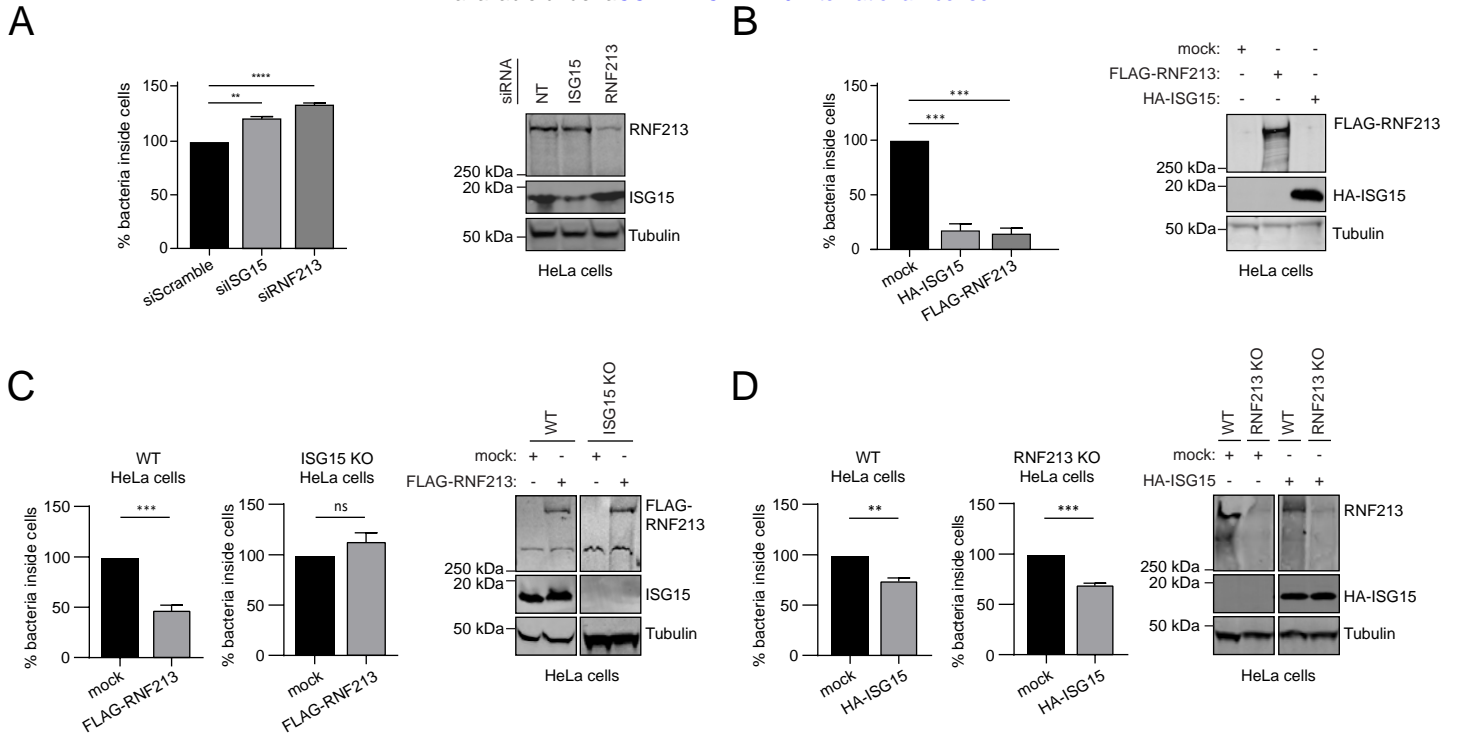 A
% bacteria inside cells
150
100
50
0
****
**
siScramble
siISG15
siRNF213
siRNA
NT
ISG15
RNF213
RNF213
250 kDa
20 kDa
ISG15
50 kDa
Tubulin
HeLa cells
B
% bacteria inside cells
150
100
50
0
***
***
mock
HA-ISG15
FLAG-RNF213
mock: + - -
FLAG-RNF213: - + -
HA-ISG15: - - +
FLAG-RNF213
250 kDa
20 kDa
HA-ISG15
50 kDa
Tubulin
HeLa cells
C
WT
HeLa cells
% bacteria inside cells
150
100
50
0
***
mock
FLAG-RNF213
ISG15 KO
HeLa cells
% bacteria inside cells
150
100
50
0
ns
mock
FLAG-RNF213
WT
ISG15 KO
mock: + - + -
FLAG-RNF213: - + - +
FLAG-
RNF213
250 kDa
20 kDa
ISG15
50 kDa
Tubulin
HeLa cells
D
WT
HeLa cells
% bacteria inside cells
150
100
50
0
**
mock
HA-ISG15
RNF213 KO
HeLa cells
% bacteria inside cells
150
100
50
0
***
mock
HA-ISG15
WT
RNF213 KO
WT
RNF213 KO
mock: + + - -
HA-ISG15 - - + +
RNF213
250 kDa
20 kDa
HA-ISG15
50 kDa
Tubulin
HeLa cells